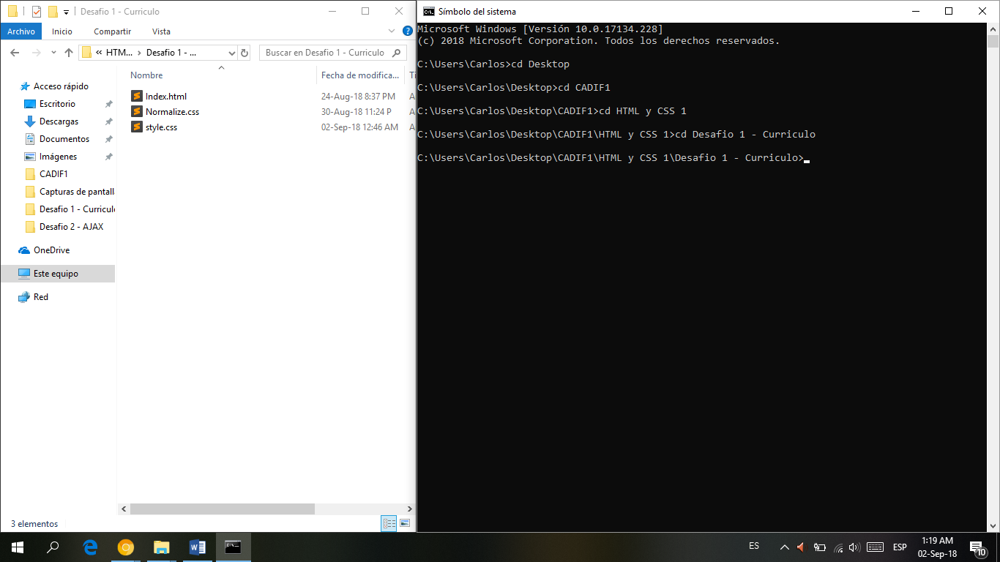 Desafio 1 - Curriculo
Archivo
Inicio
Compartir
Vista
« HTM... › Desafio 1 - ...
Buscar en Desafio 1 - Curriculo
Acceso rápido
Escritorio
Descargas
Documentos
Imágenes
CADIF1
Capturas de pantall
Desafio 1 - Curriculo
Desafio 2 - AJAX
OneDrive
Este equipo
Red
Nombre
Fecha de modifica...
Ti
Index.html
24-Aug-18 8:37 PM
A
Normalize.css
30-Aug-18 11:24 P
A
style.css
02-Sep-18 12:46 AM
A
3 elementos
Símbolo del sistema
Microsoft Windows [Versión 10.0.17134.228]
(c) 2018 Microsoft Corporation. Todos los derechos reservados.
C:\Users\Carlos>cd Desktop
C:\Users\Carlos\Desktop>cd CADIF1
C:\Users\Carlos\Desktop\CADIF1>cd HTML y CSS 1
C:\Users\Carlos\Desktop\CADIF1\HTML y CSS 1>cd Desafio 1 - Curriculo
C:\Users\Carlos\Desktop\CADIF1\HTML y CSS 1\Desafio 1 - Curriculo>
ES
ESP
1:19 AM
02-Sep-18
10